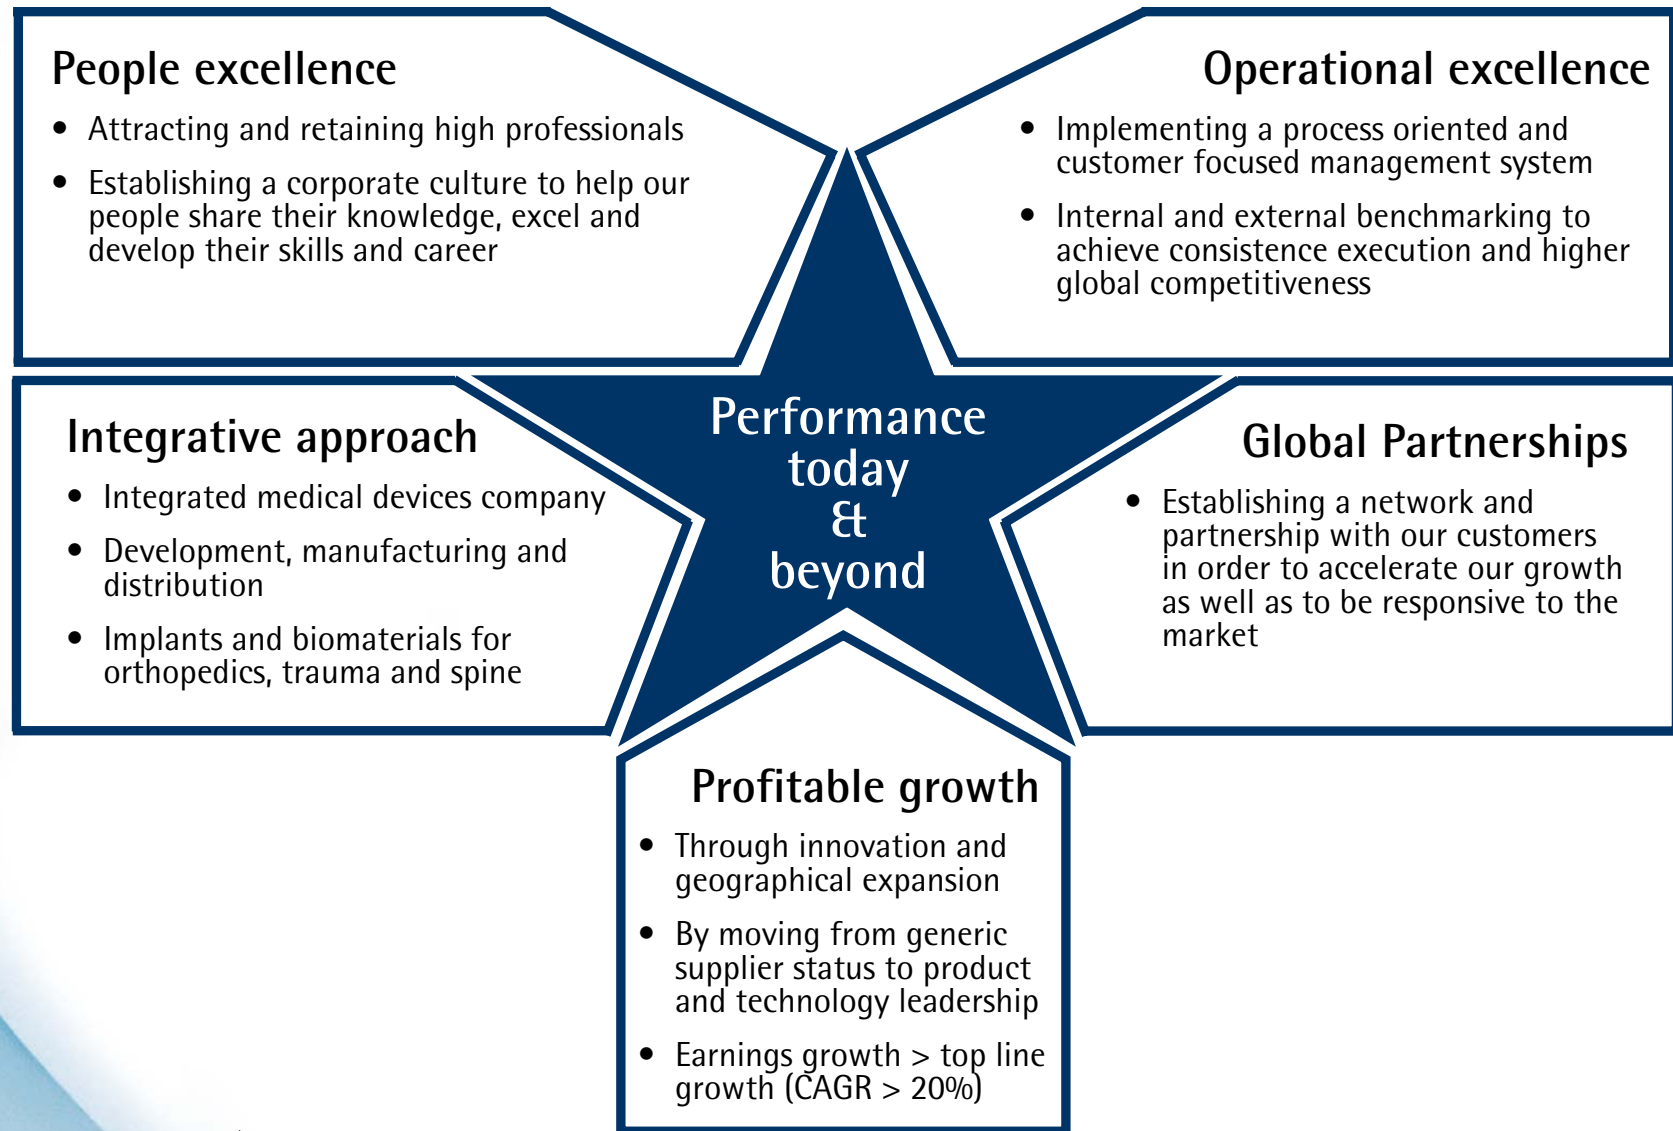 People excellence
• Attracting and retaining high professionals
• Establishing a corporate culture to help our
people share their knowledge, excel and
develop their skills and career
Operational excellence
• Implementing a process oriented and
customer focused management system
• Internal and external benchmarking to
achieve consistence execution and higher
global competitiveness
Integrative approach
• Integrated medical devices company
• Development, manufacturing and
distribution
• Implants and biomaterials for
orthopedics, trauma and spine
Performance
today
&
beyond
Global Partnerships
• Establishing a network and
partnership with our customers
in order to accelerate our growth
as well as to be responsive to the
market
Profitable growth
• Through innovation and
geographical expansion
• By moving from generic
supplier status to product
and technology leadership
• Earnings growth > top line
growth (CAGR > 20%)